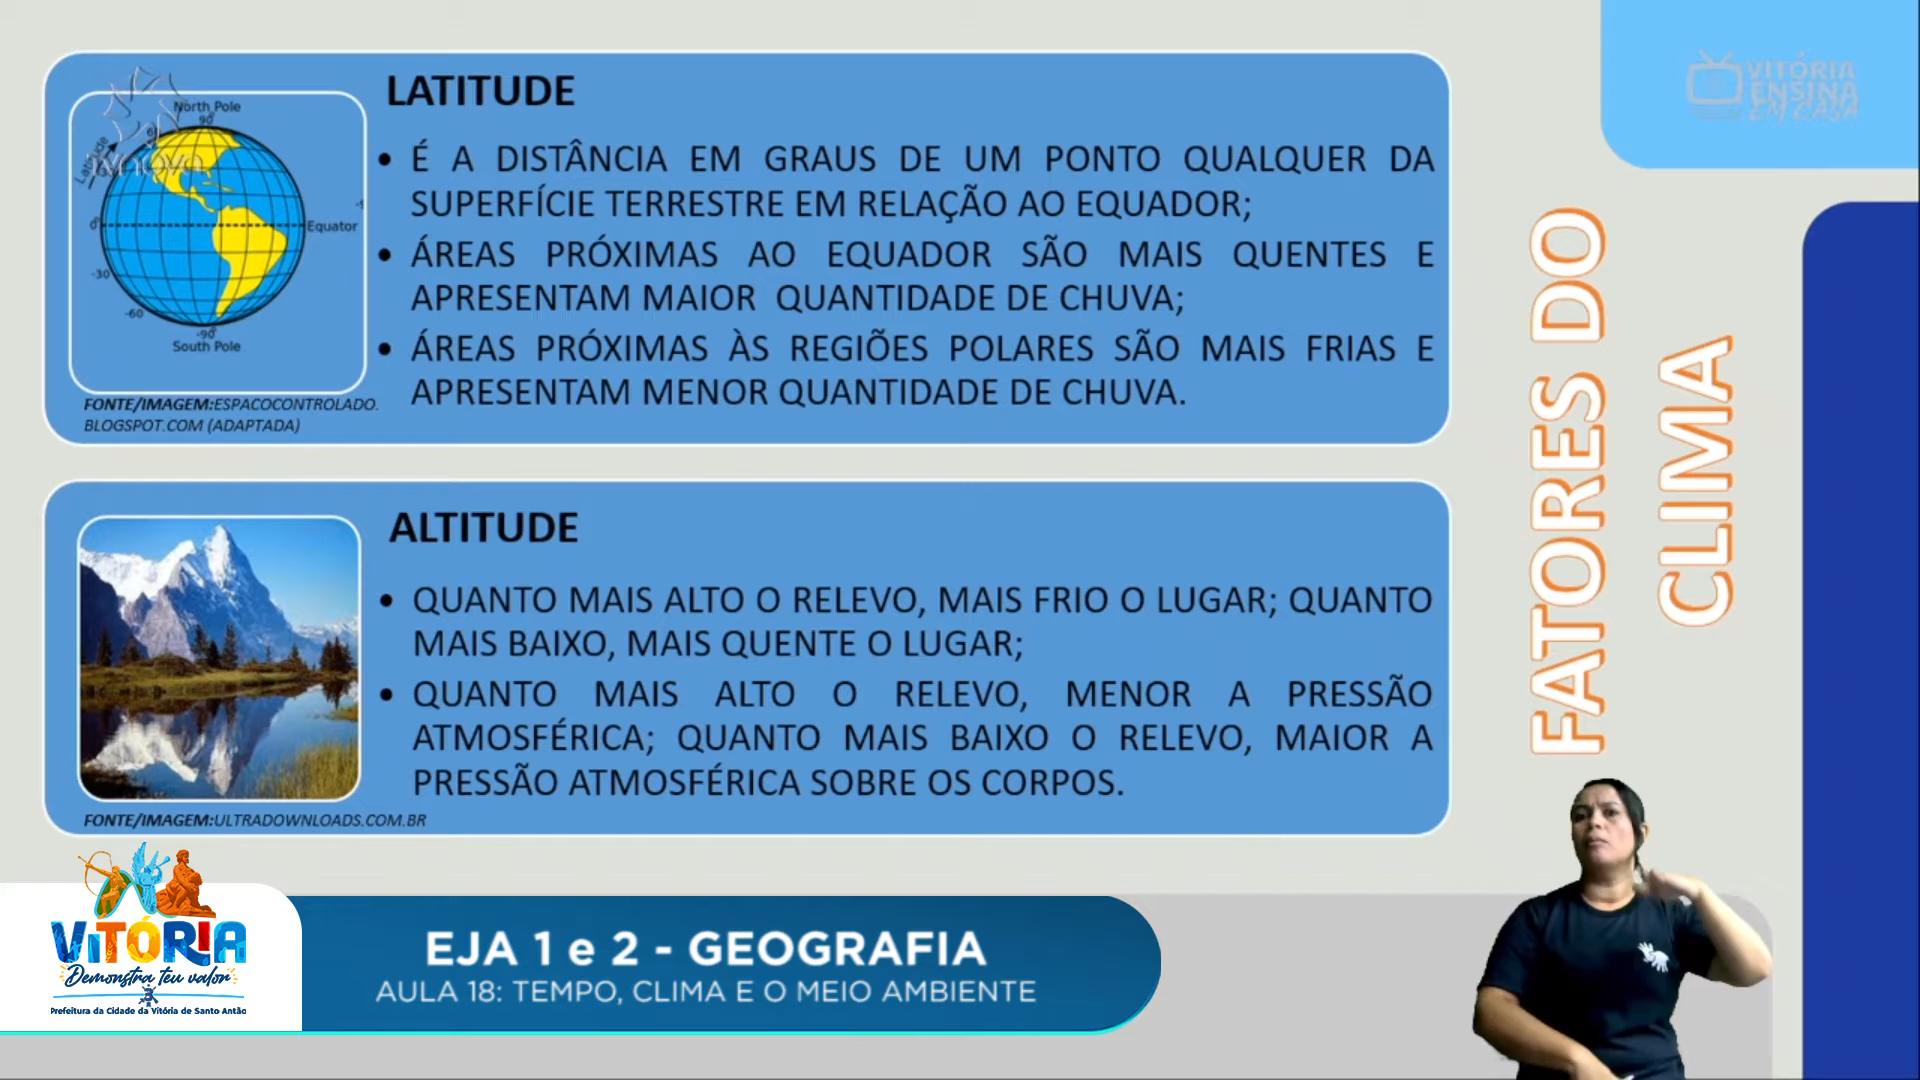 LATITUDE
North Pole
90
60
Latitude
0
Equator
-30
-60
-90
South Pole
FONTE/IMAGEM:ESPACOCONTROLADO.
BLOGSPOT.COM (ADAPTADA)
• É A DISTÂNCIA EM GRAUS DE UM PONTO QUALQUER DA
SUPERFÍCIE TERRESTRE EM RELAÇÃO AO EQUADOR;
• ÁREAS PRÓXIMAS AO EQUADOR SÃO MAIS QUENTES E
APRESENTAM MAIOR QUANTIDADE DE CHUVA;
• ÁREAS PRÓXIMAS ÀS REGIÕES POLARES SÃO MAIS FRIAS E
APRESENTAM MENOR QUANTIDADE DE CHUVA.
ALTITUDE
• QUANTO MAIS ALTO O RELEVO, MAIS FRIO O LUGAR; QUANTO
MAIS BAIXO, MAIS QUENTE O LUGAR;
• QUANTO MAIS ALTO O RELEVO, MENOR A PRESSÃO
ATMOSFÉRICA; QUANTO MAIS BAIXO O RELEVO, MAIOR A
PRESSÃO ATMOSFÉRICA SOBRE OS CORPOS.
FONTE/IMAGEM:ULTRADOWNLOADS.COM.BR
FATORES DO
CLIMA
VITÓRIA
ENSINA
EM CASA
VITÓRIA
Demonstra teu valor
Prefeitura da Cidade da Vitória de Santo Antão
EJA 1 e 2 - GEOGRAFIA
AULA 18: TEMPO, CLIMA E O MEIO AMBIENTE